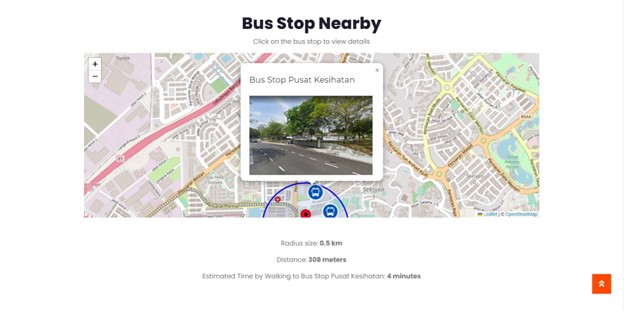 Bus Stop Nearby
Click on the bus stop to view details
+
−
×
Bus Stop Pusat Kesihatan
Seksyen
Leaflet | © OpenStreetMap
Radius size: 0.5 km
Distance: 308 meters
Estimated Time by Walking to Bus Stop Pusat Kesihatan: 4 minutes